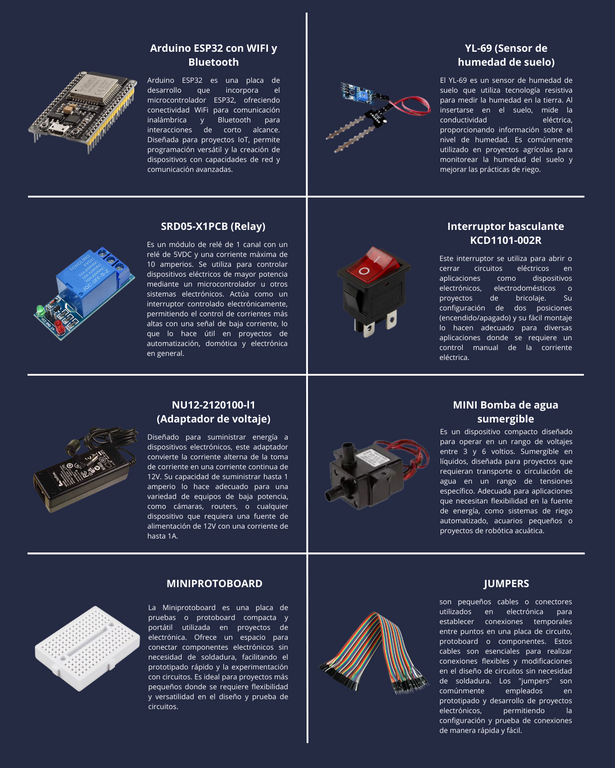 Arduino ESP32 con WIFI y
Bluetooth
Arduino ESP32 es una placa de
desarrollo que incorpora el
microcontrolador ESP32, ofreciendo
conectividad WiFi para comunicación
inalámbrica y Bluetooth para
interacciones de corto alcance.
Diseñada para proyectos IoT, permite
programación versátil y la creación de
dispositivos con capacidades de red y
comunicación avanzadas.
YL-69 (Sensor de
humedad de suelo)
El YL-69 es un sensor de humedad de
suelo que utiliza tecnología resistiva
para medir la humedad en la tierra. Al
insertarse en el suelo, mide la
conductividad eléctrica,
proporcionando información sobre el
nivel de humedad. Es comúnmente
utilizado en proyectos agrícolas para
monitorear la humedad del suelo y
mejorar las prácticas de riego.
SRD05-X1PCB (Relay)
Es un módulo de relé de 1 canal con un
relé de 5VDC y una corriente máxima de
10 amperios. Se utiliza para controlar
dispositivos eléctricos de mayor potencia
mediante un microcontrolador u otros
sistemas electrónicos. Actúa como un
interruptor controlado electrónicamente,
permitiendo el control de corrientes más
altas con una señal de baja corriente, lo
que lo hace útil en proyectos de
automatización, domótica y electrónica
en general.
Interruptor basculante
KCD1101-002R
Este interruptor se utiliza para abrir o
cerrar circuitos eléctricos en
aplicaciones como dispositivos
electrónicos, electrodomésticos o
proyectos de bricolaje. Su
configuración de dos posiciones
(encendido/apagado) y su fácil montaje
lo hacen adecuado para diversas
aplicaciones donde se requiere un
control manual de la corriente
eléctrica.
NU12-2120100-I1
(Adaptador de voltaje)
Diseñado para suministrar energía a
dispositivos electrónicos, este adaptador
convierte la corriente alterna de la toma
de corriente en una corriente continua de
12V. Su capacidad de suministrar hasta 1
amperio lo hace adecuado para una
variedad de equipos de baja potencia,
como cámaras, routers, o cualquier
dispositivo que requiera una fuente de
alimentación de 12V con una corriente de
hasta 1A.
MINI Bomba de agua
sumergible
Es un dispositivo compacto diseñado
para operar en un rango de voltajes
entre 3 y 6 voltios. Sumergible en
líquidos, diseñada para proyectos que
requieran transporte o circulación de
agua en un rango de tensiones
específico. Adecuada para aplicaciones
que necesitan flexibilidad en la fuente
de energía, como sistemas de riego
automatizado, acuarios pequeños o
proyectos de robótica acuática.
MINIPROTOBOARD
La Miniprotoboard es una placa de
pruebas o protoboard compacta y
portátil utilizada en proyectos de
electrónica. Ofrece un espacio para
conectar componentes electrónicos sin
necesidad de soldadura, facilitando el
prototipado rápido y la experimentación
con circuitos. Es ideal para proyectos más
pequeños donde se requiere flexibilidad
y versatilidad en el diseño y prueba de
circuitos.
JUMPERS
son pequeños cables o conectores
utilizados en electrónica para
establecer conexiones temporales
entre puntos en una placa de circuito,
protoboard o componentes. Estos
cables son esenciales para realizar
conexiones flexibles y modificaciones
en el diseño de circuitos sin necesidad
de soldadura. Los "jumpers" son
comúnmente empleados en
prototipado y desarrollo de proyectos
electrónicos, permitiendo la
configuración y prueba de conexiones
de manera rápida y fácil.